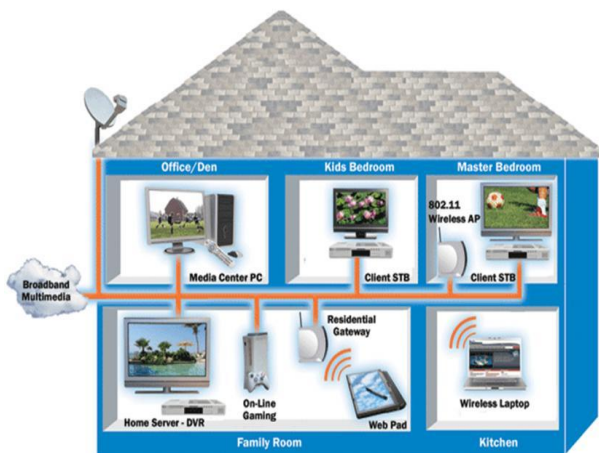 Office/Den
Kids Bedroom
Master Bedroom
802.11
Wireless AP
Media Center PC
Client STB
Client STB
Broadband
Multimedia
Residential
Gateway
On-Line
Gaming
Home Server - DVR
Web Pad
Wireless Laptop
Family Room
Kitchen